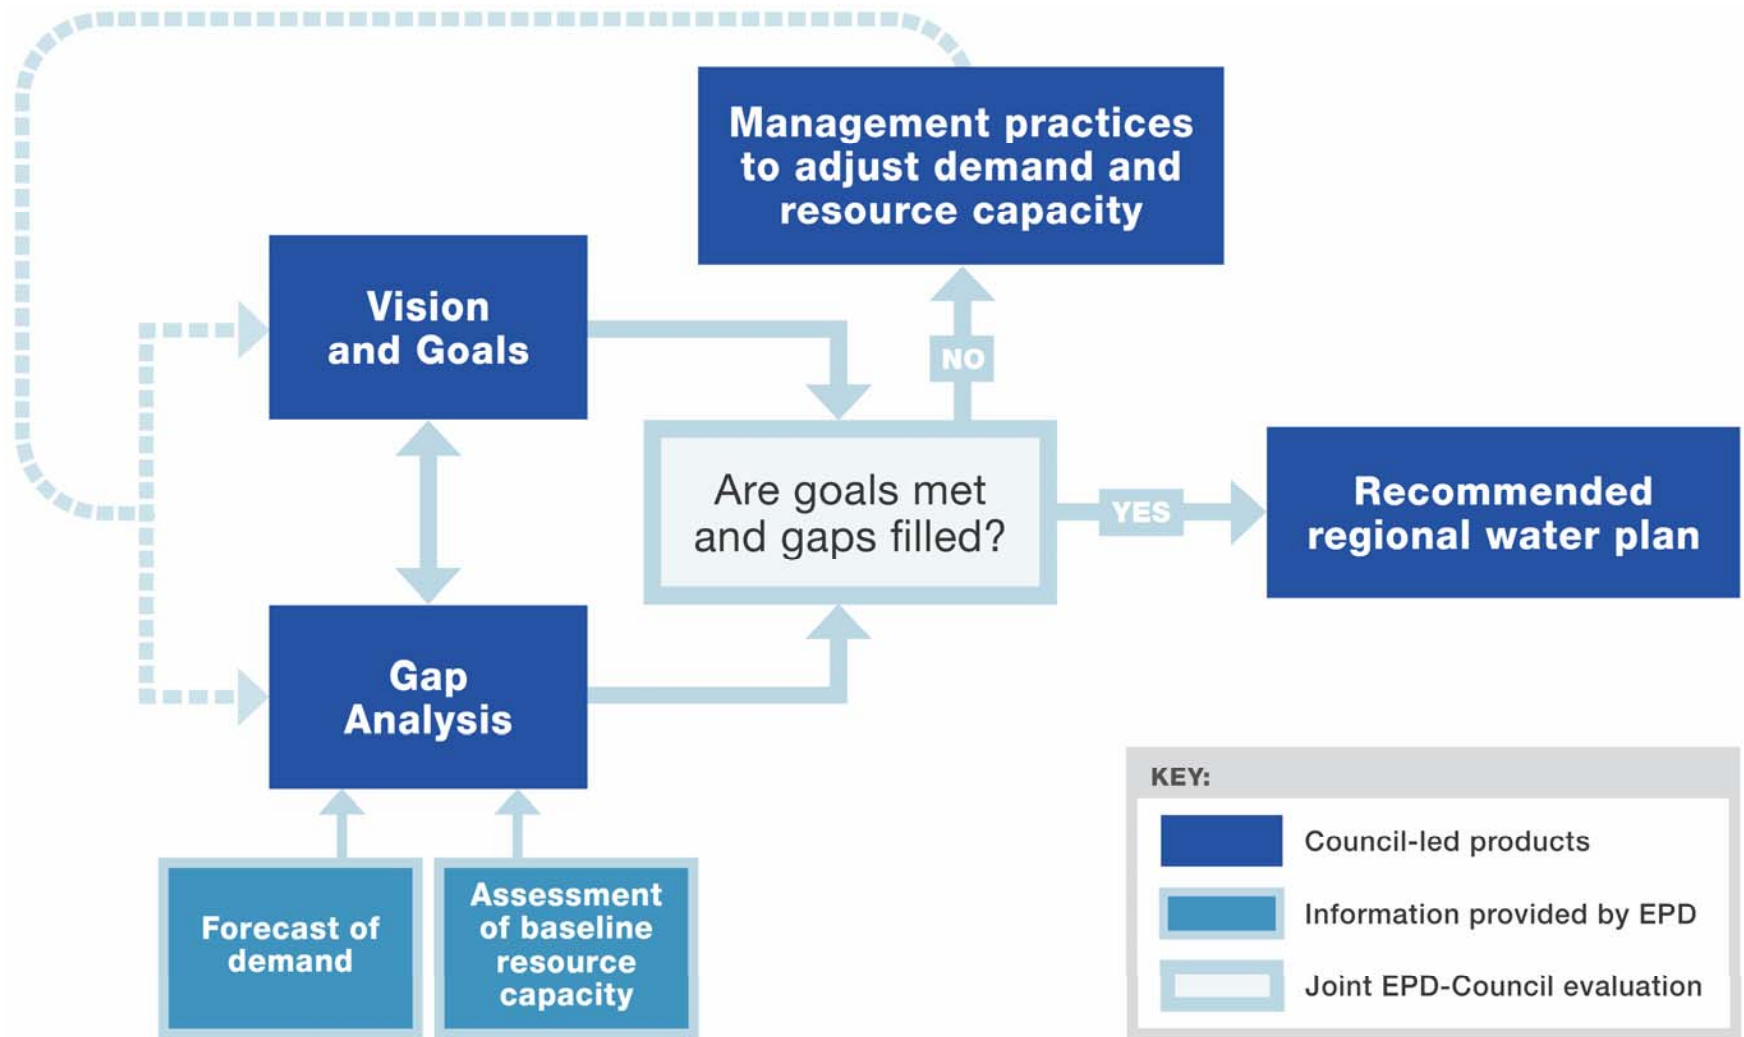 Management practices
to adjust demand and
resource capacity
Vision
and Goals
NO
Are goals met
and gaps filled?
YES
Recommended
regional water plan
Gap
Analysis
Forecast of
demand
Assessment
of baseline
resource
capacity
KEY:
Council-led products
Information provided by EPD
Joint EPD-Council evaluation